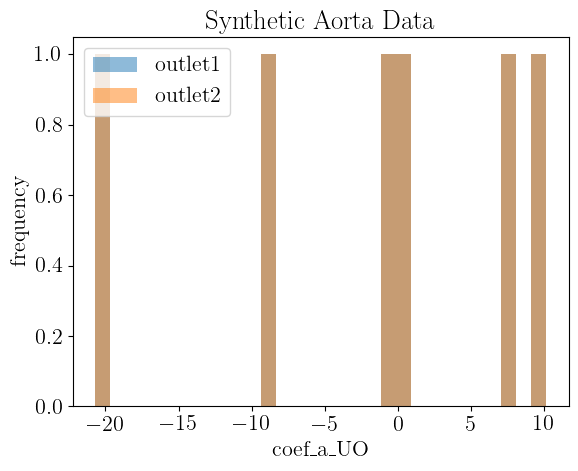 Synthetic Aorta Data
outlet1
outlet2
frequency
1.0
0.8
0.6
0.4
0.2
0.0
−20 −15 −10 −5 0 5 10
coef_a_UO